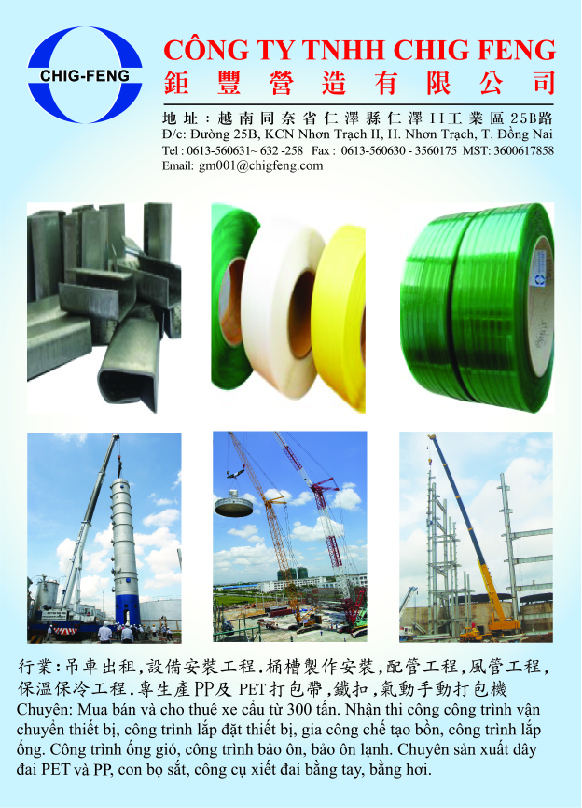 CHIG-FENG
CÔNG TY TNHH CHIG FENG
鉅豐營造有限公司
地址:越南同奈省仁澤縣仁澤II工業區25B路
Đ/c: Đường 25B, KCN Nhơn Trạch II, H. Nhơn Trạch, T. Đồng Nai
Tel : 0613-560631~ 632 -258 Fax : 0613-560630 - 3560175 MST: 3600617858
Email: gm001@chigfeng.com
行業:吊車出租,設備安裝工程.桶槽製作安裝,配管工程,風管工程,
保溫保冷工程.專生產PP及 PET打包帶,鐵扣,氣動手動打包機
Chuyên: Mua bán và cho thuê xe cẩu từ 300 tấn. Nhận thi công công trình vận
chuyển thiết bị, công trình lắp đặt thiết bị, gia công chế tạo bồn, công trình lắp
ống. Công trình ống gió, công trình bảo ôn, bảo ôn lạnh. Chuyên sản xuất dây
đai PET và PP, con bọ sắt, công cụ xiết đai bằng tay, bằng hơi.